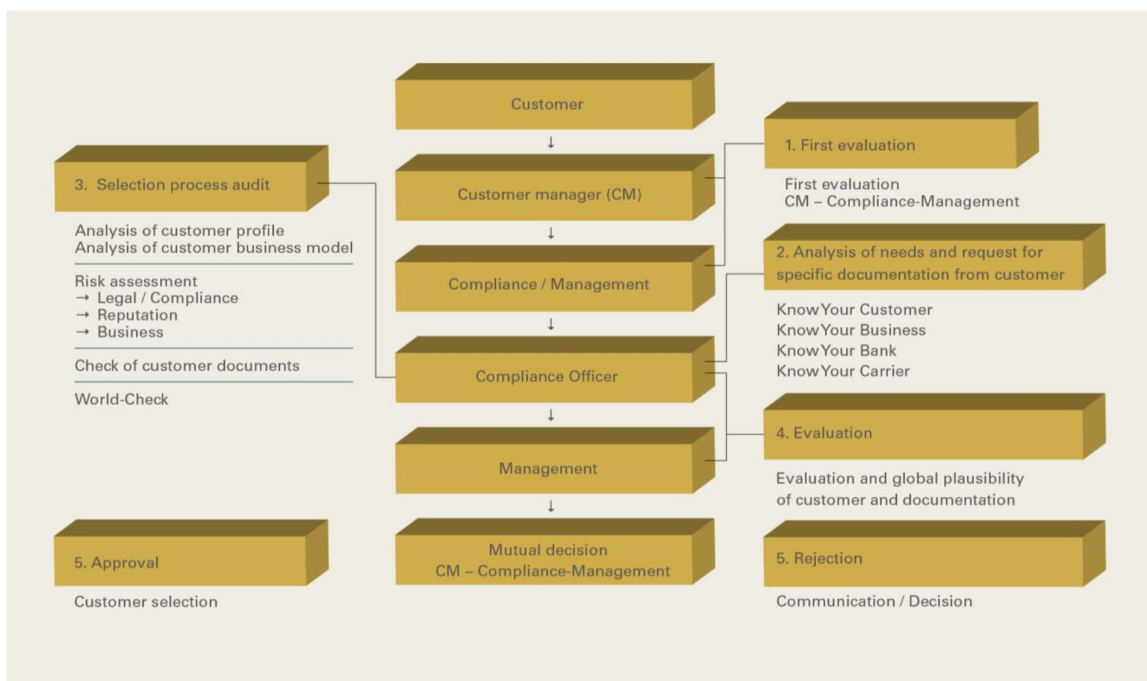 Customer
↓
Customer manager (CM)
↓
Compliance / Management
↓
Compliance Officer
↓
Management
↓
Mutual decision
CM – Compliance-Management
1. First evaluation
First evaluation
CM – Compliance-Management
2. Analysis of needs and request for
specific documentation from customer
Know Your Customer
Know Your Business
Know Your Bank
Know Your Carrier
3. Selection process audit
Analysis of customer profile
Analysis of customer business model
Risk assessment
→ Legal / Compliance
→ Reputation
→ Business
Check of customer documents
World-Check
4. Evaluation
Evaluation and global plausibility
of customer and documentation
5. Approval
Customer selection
5. Rejection
Communication / Decision